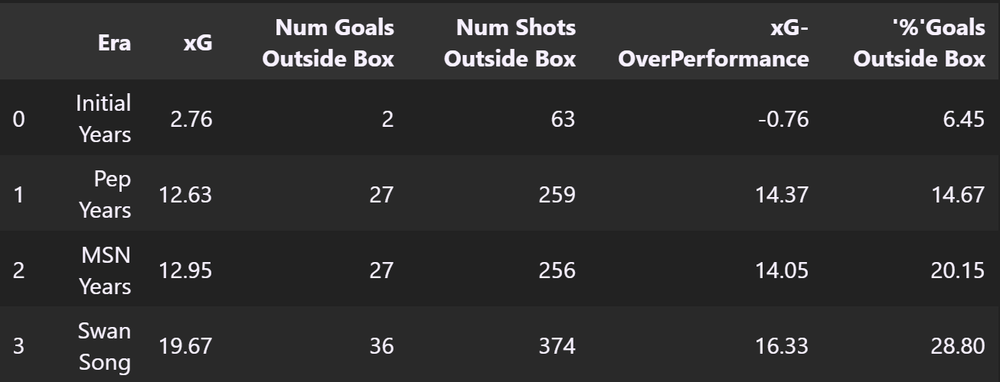 Era xG Num Goals Outside Box Num Shots Outside Box xG-OverPerformance '%'Goals Outside Box
0 Initial Years 2.76 2 63 -0.76 6.45
1 Pep Years 12.63 27 259 14.37 14.67
2 MSN Years 12.95 27 256 14.05 20.15
3 Swan Song 19.67 36 374 16.33 28.80